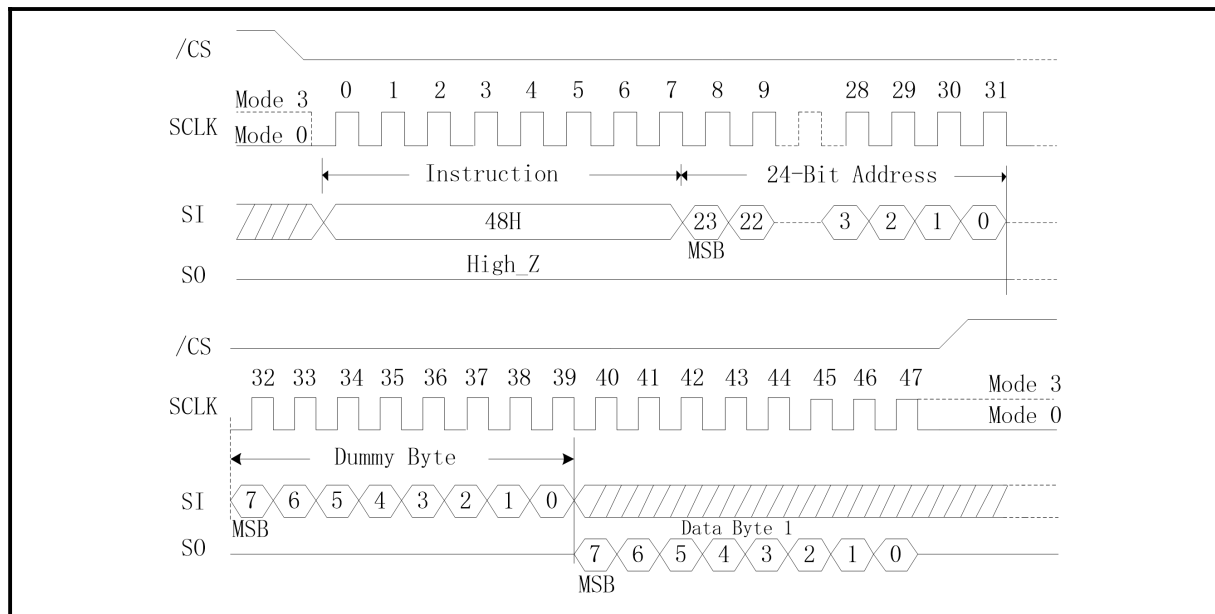 /CS
0 1 2 3 4 5 6 7 8 9 28 29 30 31
Mode 3
SCLK
Mode 0
Instruction 24-Bit Address
SI 48H 23 22 3 2 1 0
MSB
High_Z
SO
/CS
32 33 34 35 36 37 38 39 40 41 42 43 44 45 46 47
Mode 3
SCLK
Mode 0
Dummy Byte
SI 7 6 5 4 3 2 1 0
MSB Data Byte 1
SO 7 6 5 4 3 2 1 0
MSB